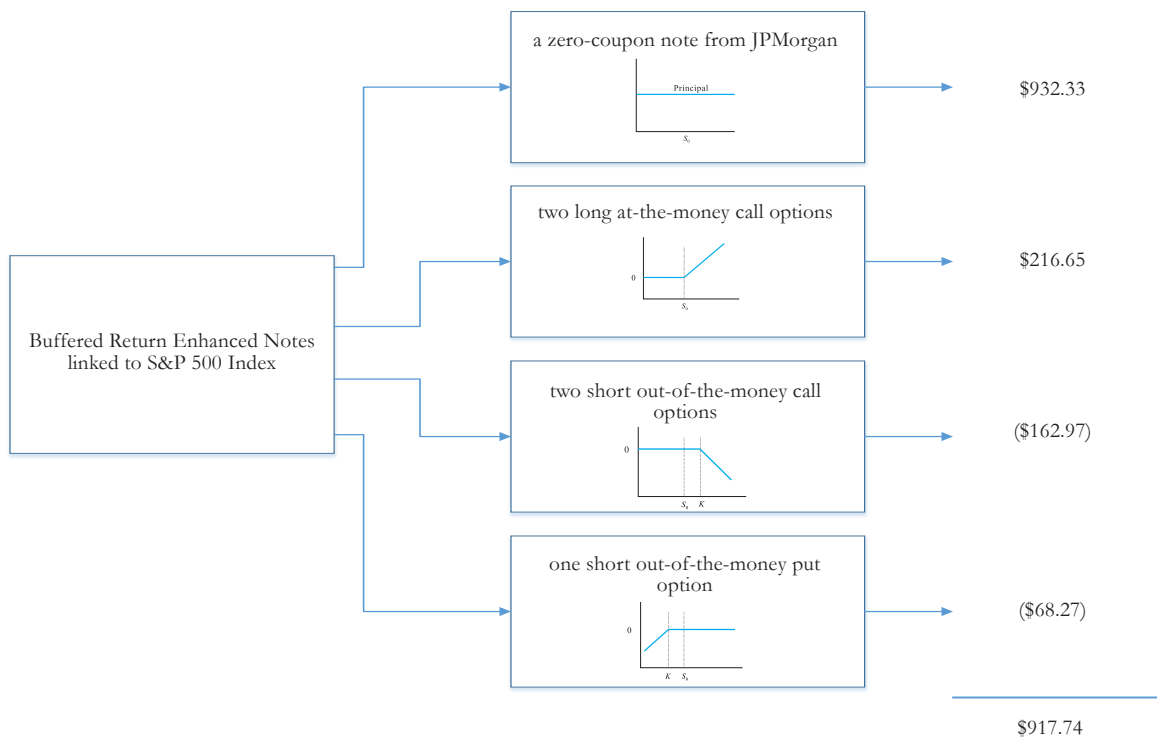 a zero-coupon note from JPMorgan
Principal
S₀
$932.33
two long at-the-money call options
0
S₀
$216.65
Buffered Return Enhanced Notes
linked to S&P 500 Index
two short out-of-the-money call
options
0
S₀ K
($162.97)
one short out-of-the-money put
option
0
K S₀
($68.27)
$917.74